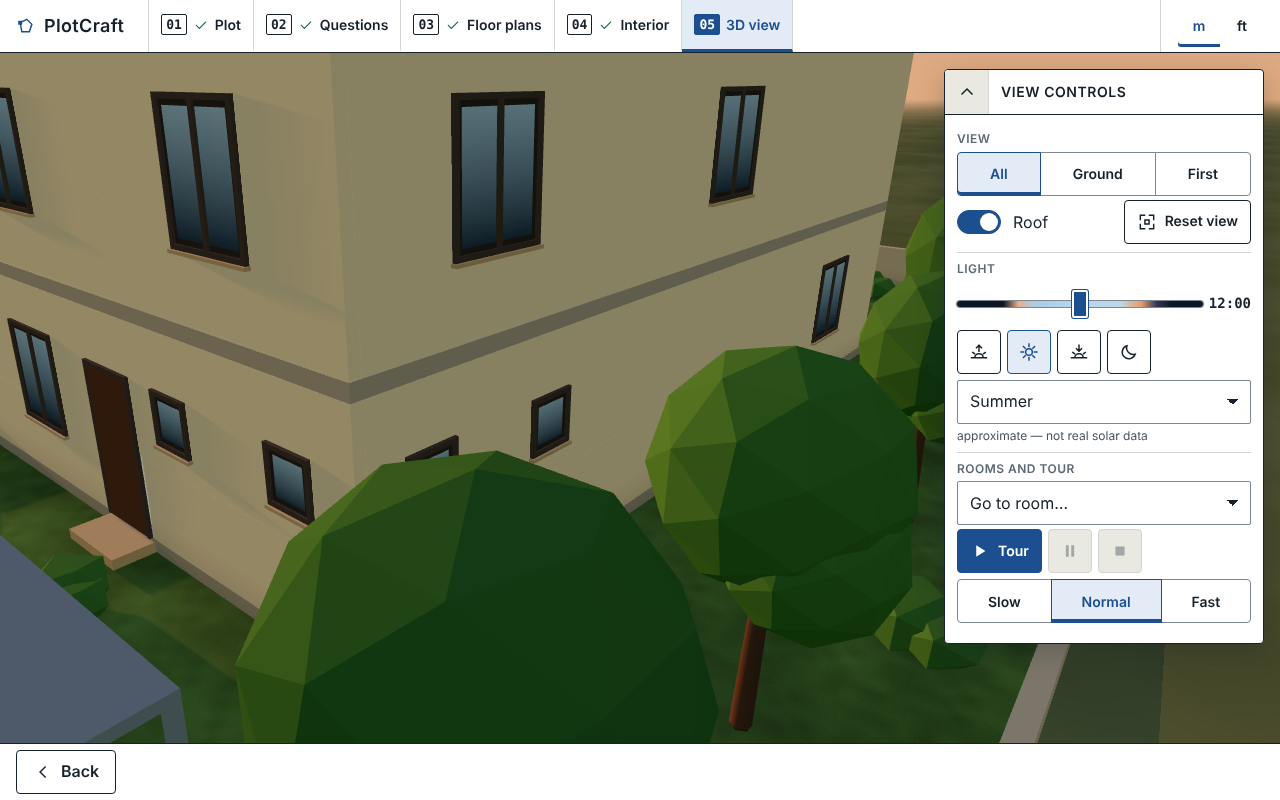 PlotCraft
01 Plot
02 Questions
03 Floor plans
04 Interior
05 3D view
m ft
VIEW CONTROLS
VIEW
All Ground First
Roof Reset view
LIGHT
12:00
Summer
approximate — not real solar data
ROOMS AND TOUR
Go to room...
Tour
Slow Normal Fast
Back